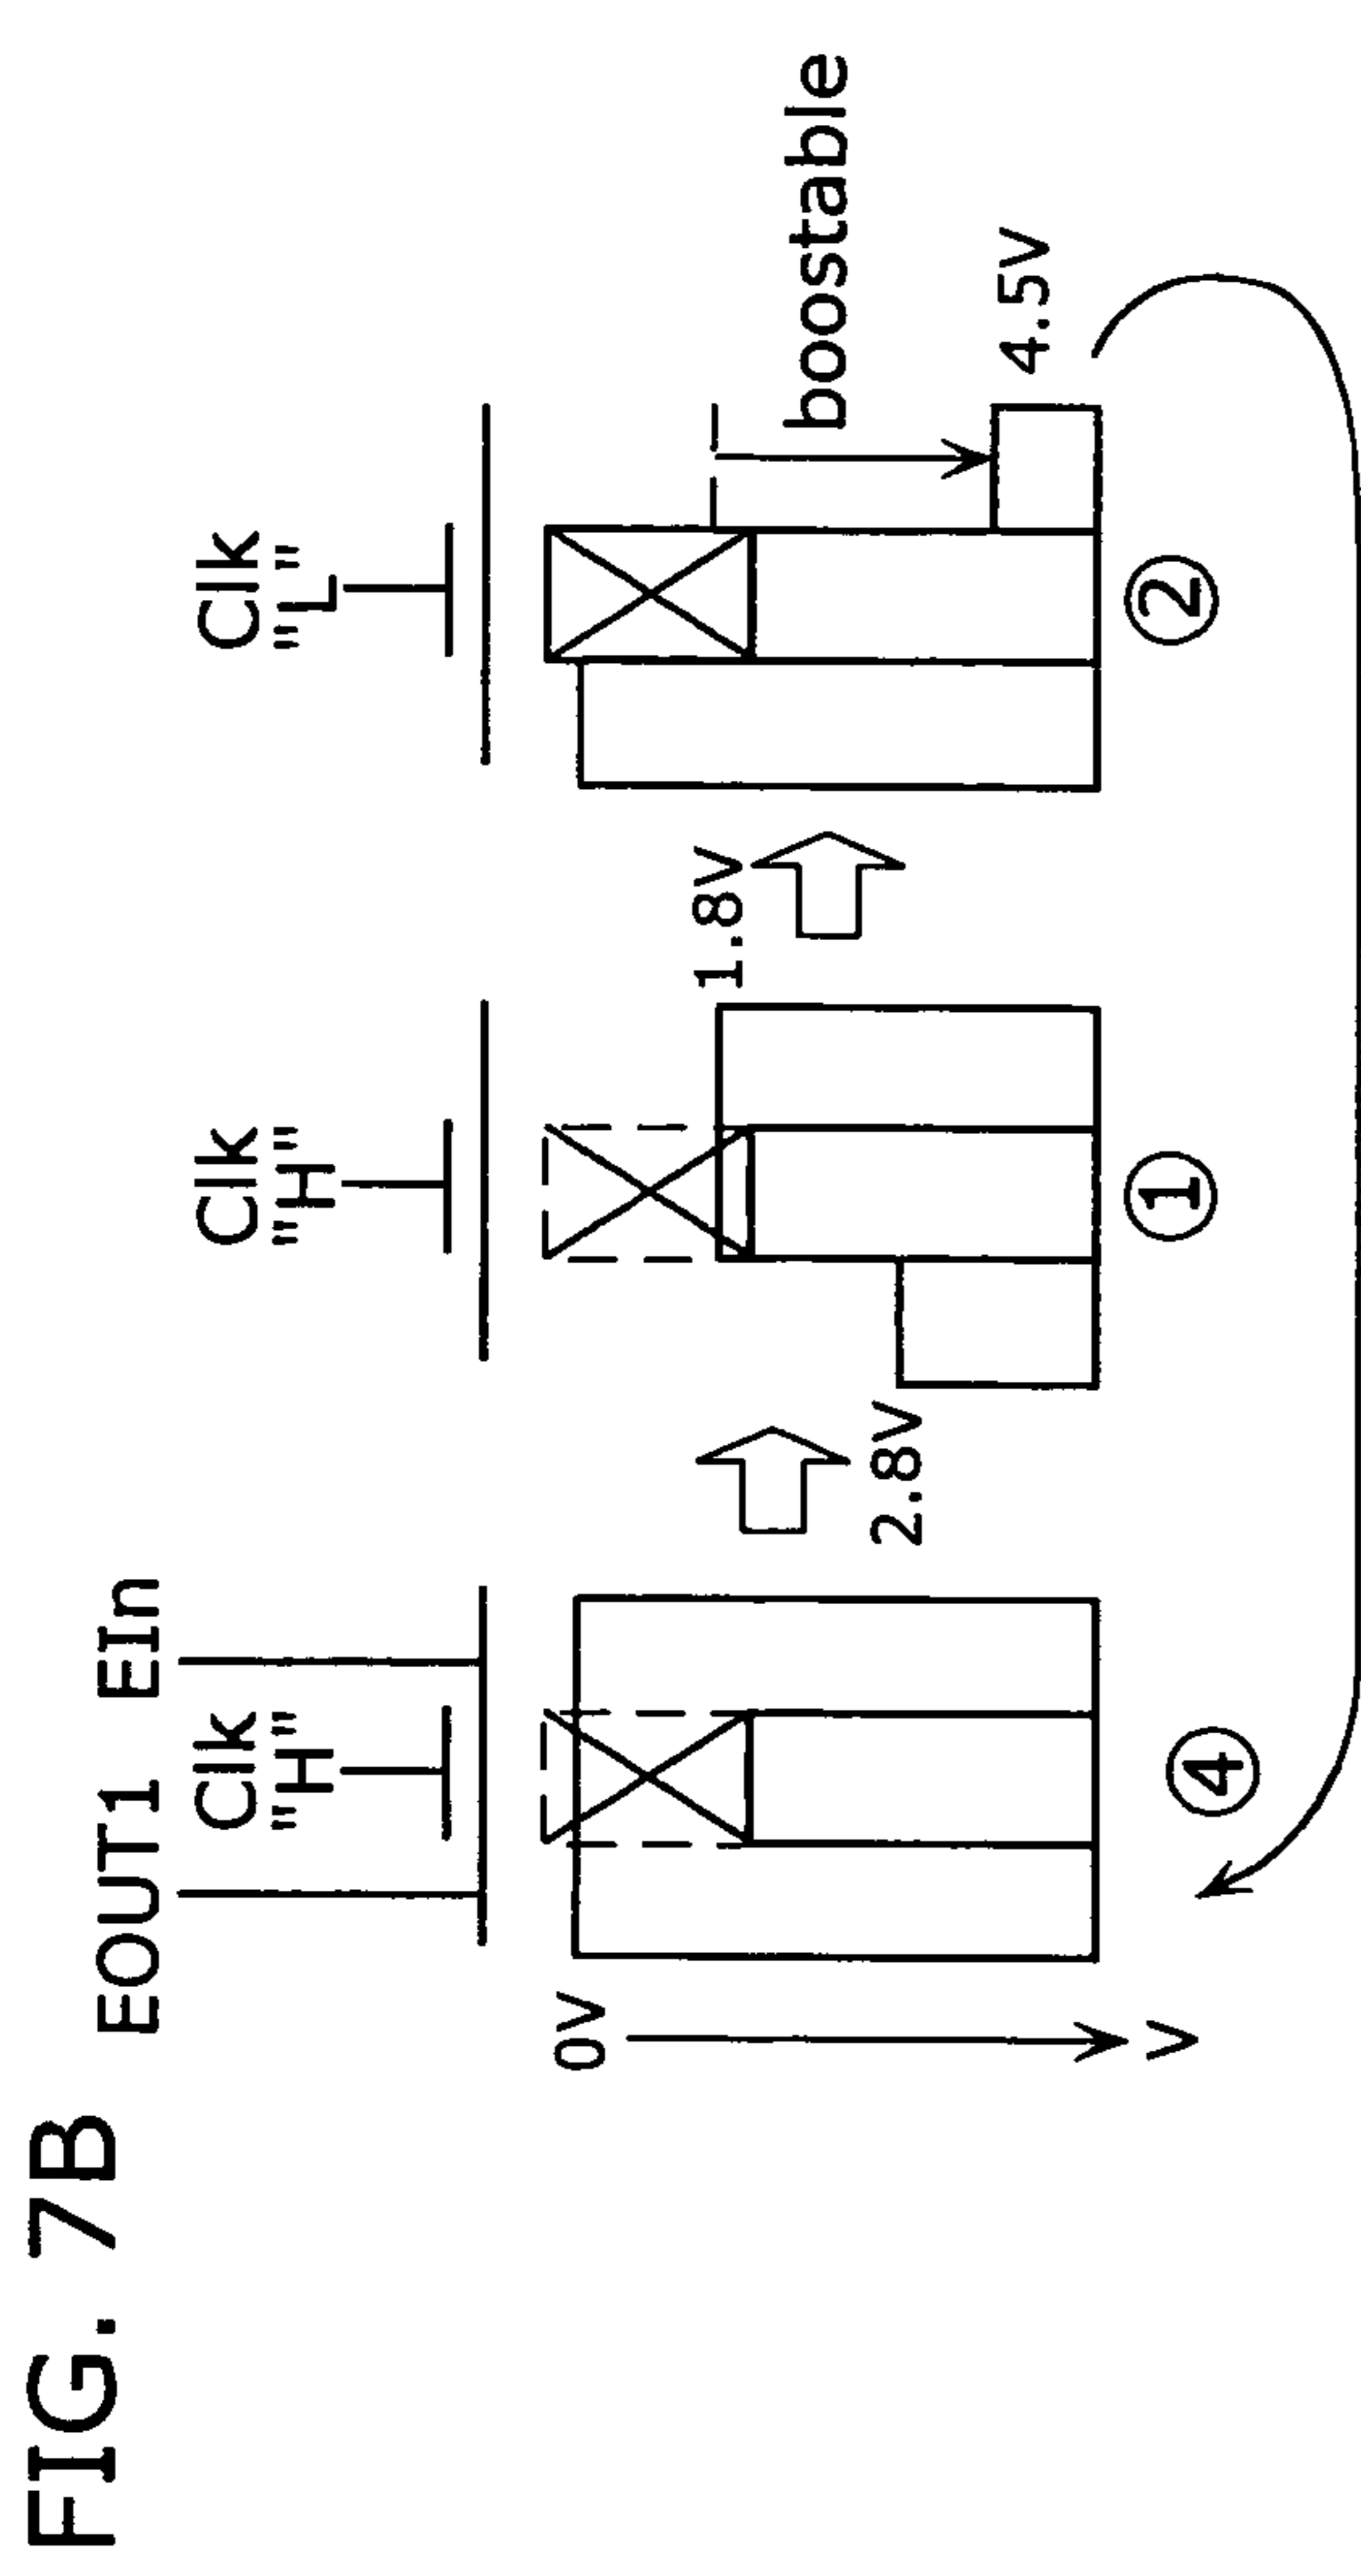 FIG. 7B
EOUT1 EIn
Clk
"H"
Clk
"H"
Clk
"L"
0V
V
2.8V
1.8V
boostable
4.5V
④
①
②